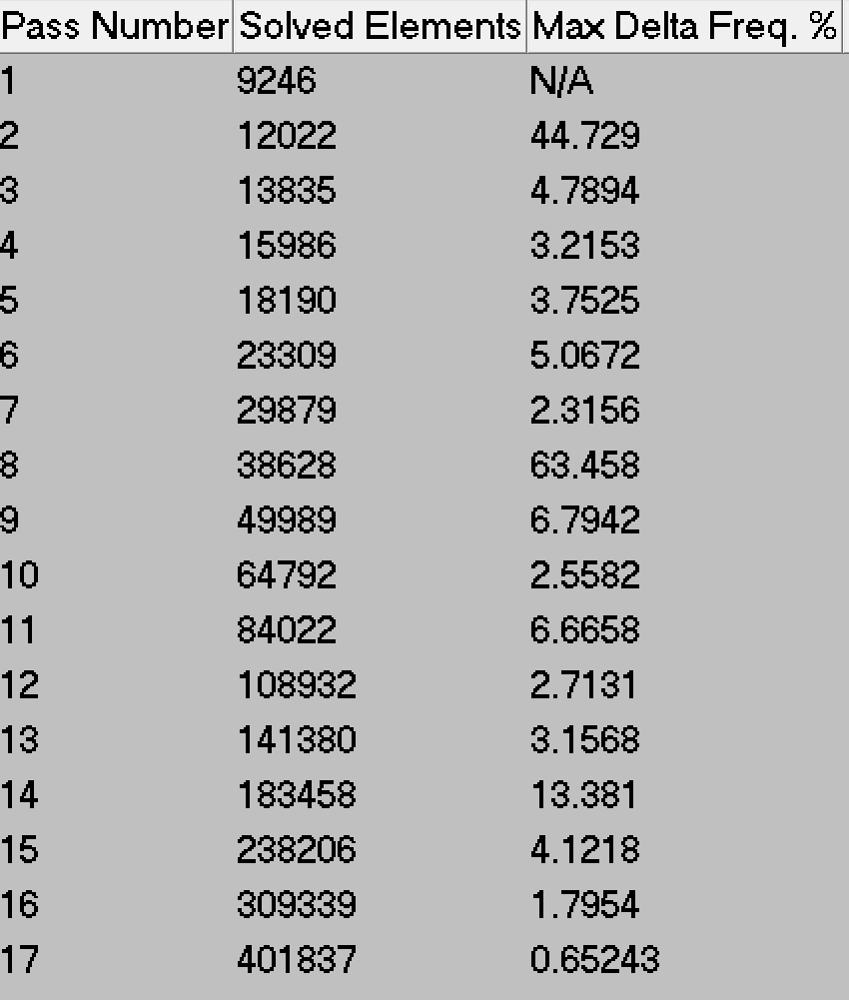 Pass Number Solved Elements Max Delta Freq. %
1 9246 N/A
2 12022 44.729
3 13835 4.7894
4 15986 3.2153
5 18190 3.7525
6 23309 5.0672
7 29879 2.3156
8 38628 63.458
9 49989 6.7942
10 64792 2.5582
11 84022 6.6658
12 108932 2.7131
13 141380 3.1568
14 183458 13.381
15 238206 4.1218
16 309339 1.7954
17 401837 0.65243